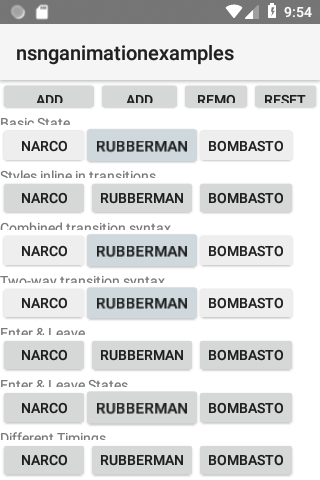 9:54
nsnganimationexamples
ADD ADD REMO RESET
Basic State
NARCO RUBBERMAN BOMBASTO
Styles inline in transitions
NARCO RUBBERMAN BOMBASTO
Combined transition syntax
NARCO RUBBERMAN BOMBASTO
Two-way transition syntax
NARCO RUBBERMAN BOMBASTO
Enter & Leave
NARCO RUBBERMAN BOMBASTO
Enter & Leave States
NARCO RUBBERMAN BOMBASTO
Different Timings
NARCO RUBBERMAN BOMBASTO